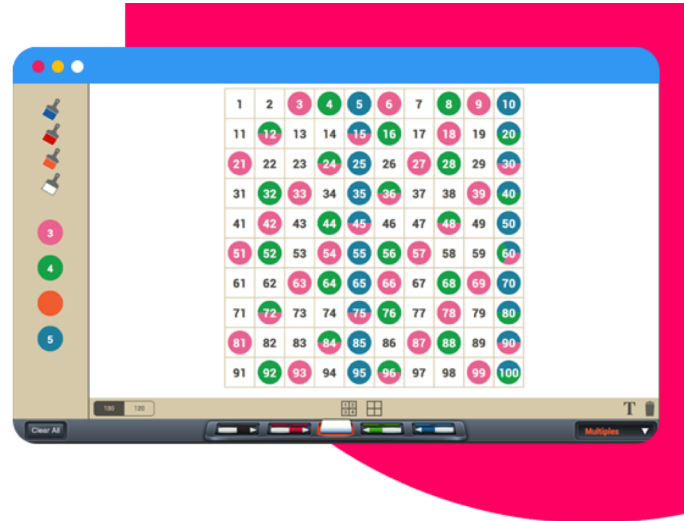 1 2 3 4 5 6 7 8 9 10
11 12 13 14 15 16 17 18 19 20
21 22 23 24 25 26 27 28 29 30
31 32 33 34 35 36 37 38 39 40
3
41 42 43 44 45 46 47 48 49 50
4
51 52 53 54 55 56 57 58 59 60
61 62 63 64 65 66 67 68 69 70
5
71 72 73 74 75 76 77 78 79 80
81 82 83 84 85 86 87 88 89 90
91 92 93 94 95 96 97 98 99 100
100 120
T
Clear All
Multiples